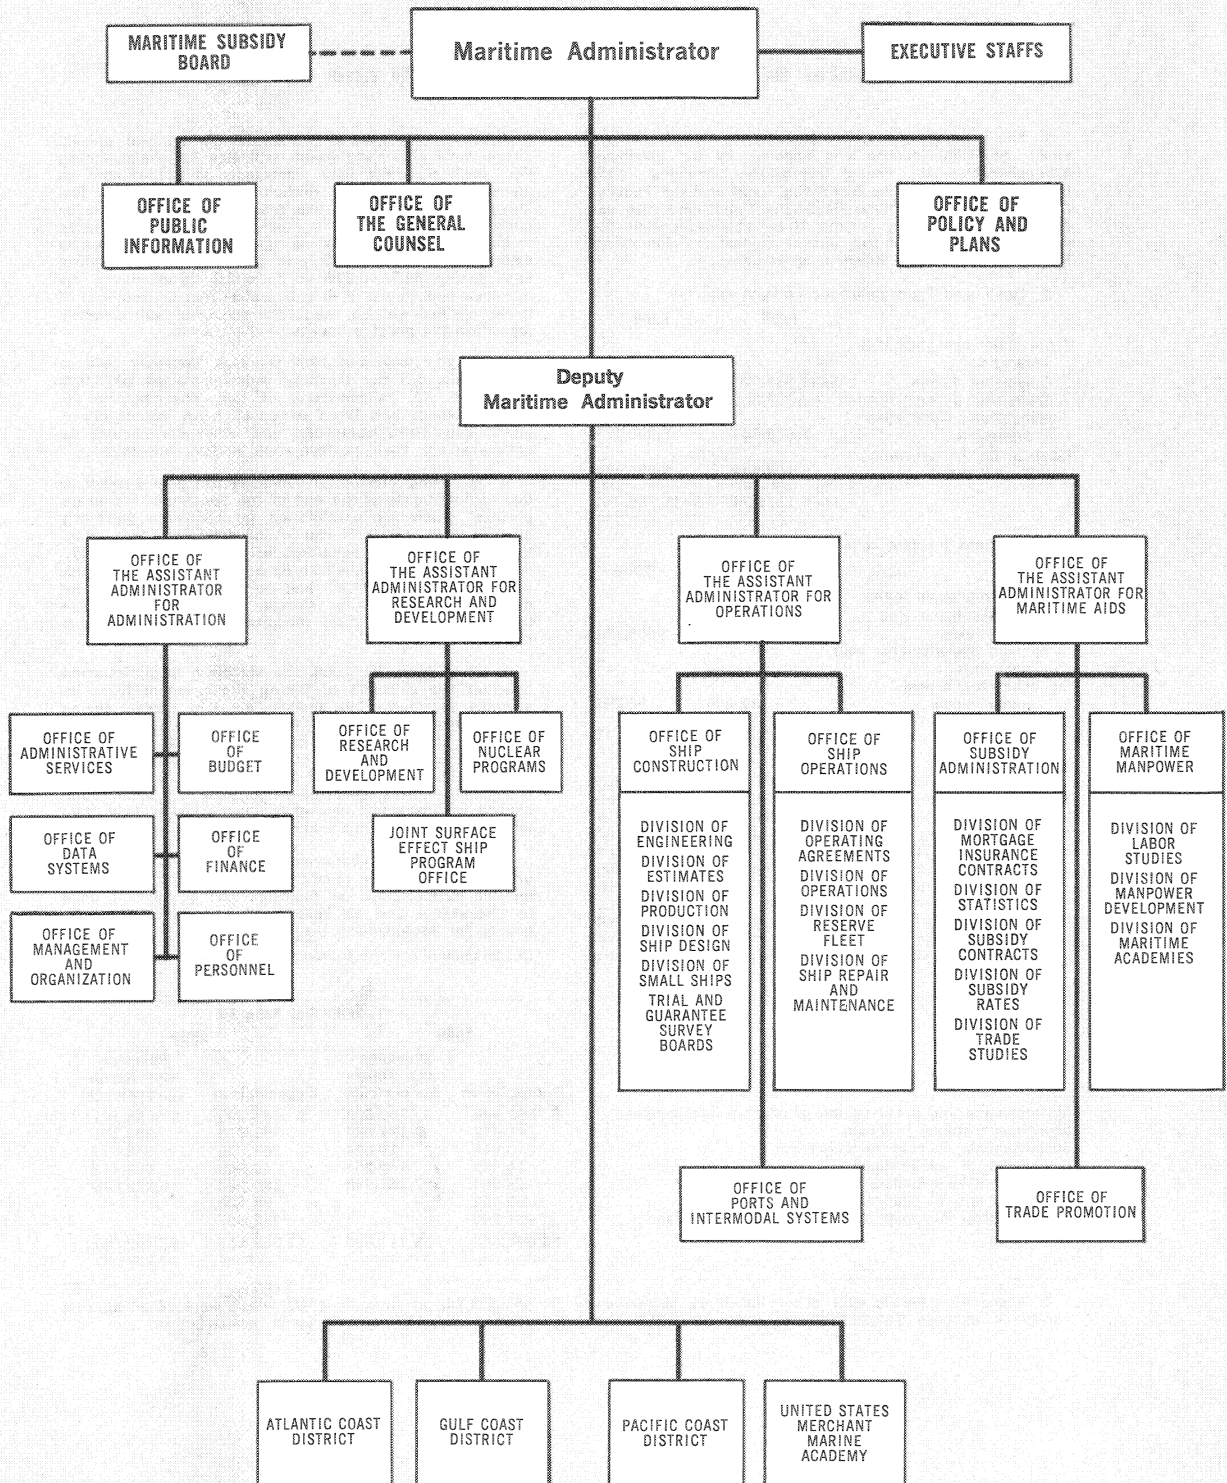 MARITIME SUBSIDY
BOARD
Maritime Administrator
EXECUTIVE STAFFS
OFFICE OF
PUBLIC
INFORMATION
OFFICE OF
THE GENERAL
COUNSEL
OFFICE OF
POLICY AND
PLANS
Deputy
Maritime Administrator
OFFICE OF
THE ASSISTANT
ADMINISTRATOR
FOR
ADMINISTRATION
OFFICE OF
THE ASSISTANT
ADMINISTRATOR FOR
RESEARCH AND
DEVELOPMENT
OFFICE OF
THE ASSISTANT
ADMINISTRATOR FOR
OPERATIONS
OFFICE OF
THE ASSISTANT
ADMINISTRATOR FOR
MARITIME AIDS
OFFICE OF
ADMINISTRATIVE
SERVICES
OFFICE
OF
BUDGET
OFFICE OF
DATA
SYSTEMS
OFFICE
OF
FINANCE
OFFICE OF
MANAGEMENT
AND
ORGANIZATION
OFFICE
OF
PERSONNEL
OFFICE OF
RESEARCH
AND
DEVELOPMENT
OFFICE OF
NUCLEAR
PROGRAMS
JOINT SURFACE
EFFECT SHIP
PROGRAM
OFFICE
OFFICE OF
SHIP
CONSTRUCTION
DIVISION OF
ENGINEERING
DIVISION OF
ESTIMATES
DIVISION OF
PRODUCTION
DIVISION OF
SHIP DESIGN
DIVISION OF
SMALL SHIPS
TRIAL AND
GUARANTEE
SURVEY
BOARDS
OFFICE OF
SHIP
OPERATIONS
DIVISION OF
OPERATING
AGREEMENTS
DIVISION OF
OPERATIONS
DIVISION OF
RESERVE
FLEET
DIVISION OF
SHIP REPAIR
AND
MAINTENANCE
OFFICE OF
SUBSIDY
ADMINISTRATION
DIVISION OF
MORTGAGE
INSURANCE
CONTRACTS
DIVISION OF
STATISTICS
DIVISION OF
SUBSIDY
CONTRACTS
DIVISION OF
SUBSIDY
RATES
DIVISION OF
TRADE
STUDIES
OFFICE OF
MARITIME
MANPOWER
DIVISION OF
LABOR
STUDIES
DIVISION OF
MANPOWER
DEVELOPMENT
DIVISION OF
MARITIME
ACADEMIES
OFFICE OF
PORTS AND
INTERMODAL SYSTEMS
OFFICE OF
TRADE PROMOTION
ATLANTIC COAST
DISTRICT
GULF COAST
DISTRICT
PACIFIC COAST
DISTRICT
UNITED STATES
MERCHANT
MARINE
ACADEMY